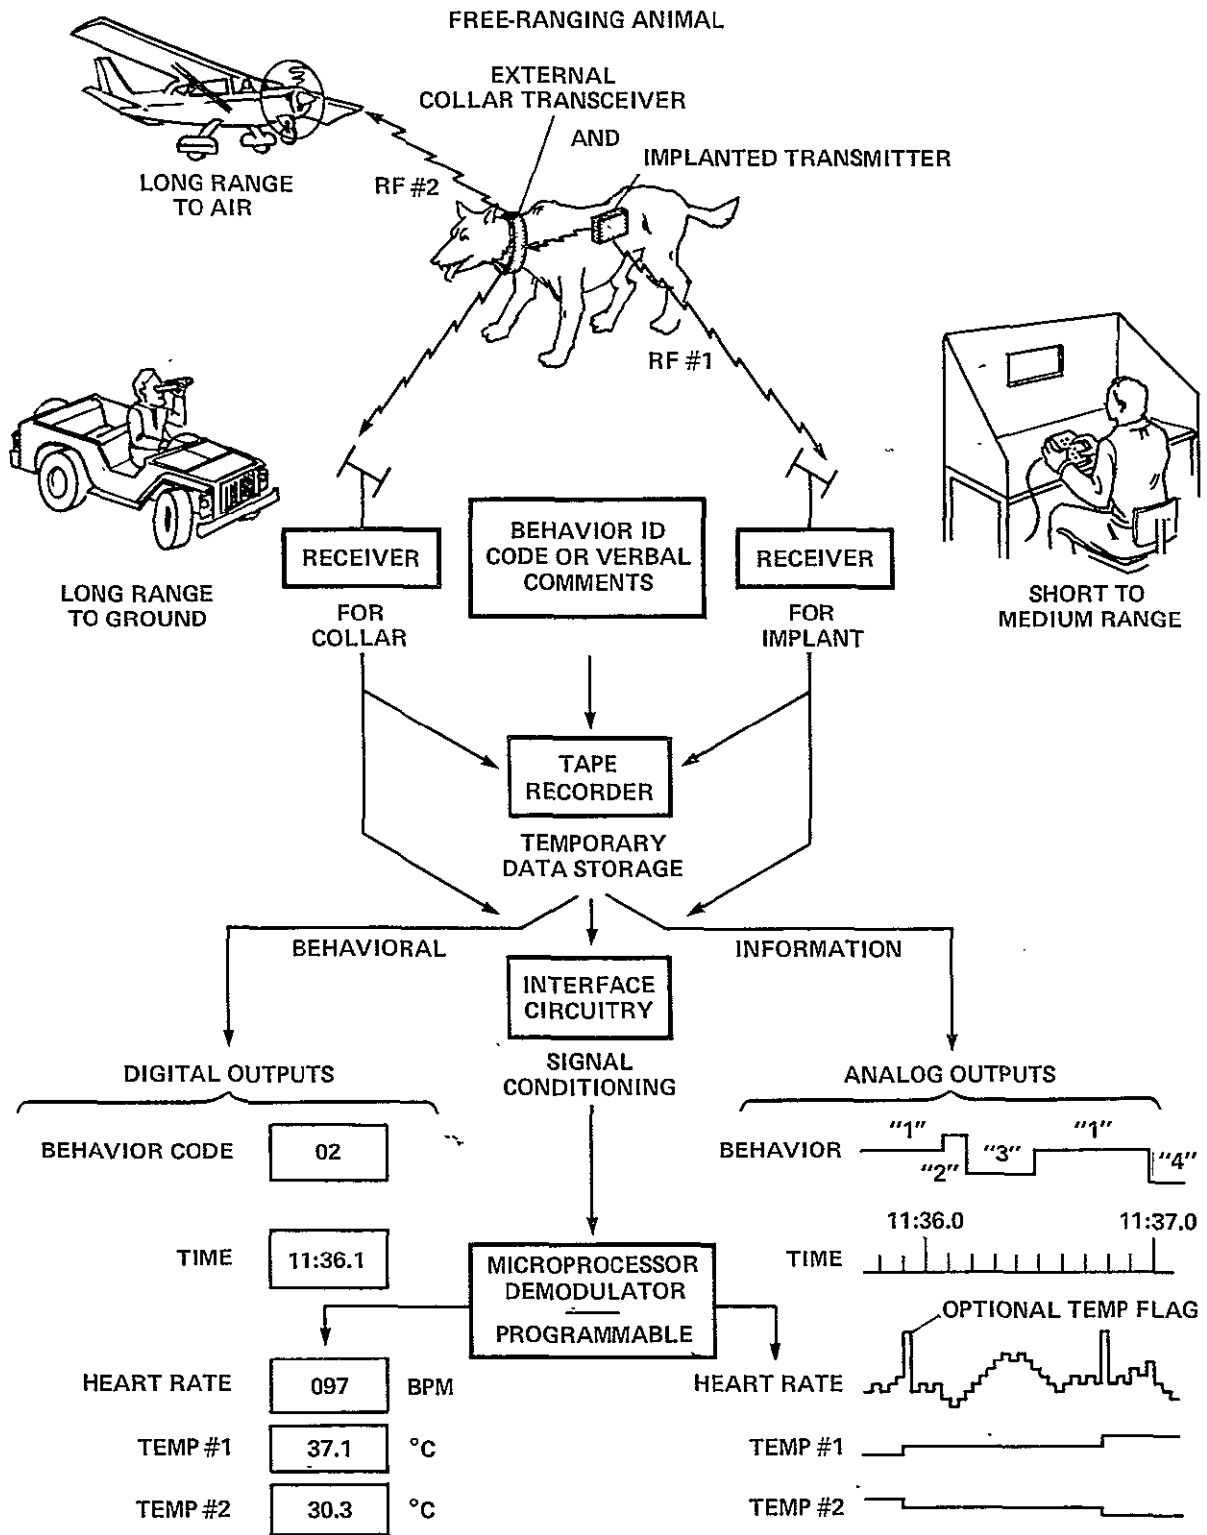 FREE-RANGING ANIMAL
EXTERNAL
COLLAR TRANSCEIVER
AND
IMPLANTED TRANSMITTER
LONG RANGE
TO AIR
RF #2
RF #1
LONG RANGE
TO GROUND
RECEIVER
FOR
COLLAR
BEHAVIOR ID
CODE OR VERBAL
COMMENTS
RECEIVER
FOR
IMPLANT
SHORT TO
MEDIUM RANGE
TAPE
RECORDER
TEMPORARY
DATA STORAGE
BEHAVIORAL
INFORMATION
INTERFACE
CIRCUITRY
SIGNAL
CONDITIONING
DIGITAL OUTPUTS
BEHAVIOR CODE 02
TIME 11:36.1
MICROPROCESSOR
DEMODULATOR
PROGRAMMABLE
HEART RATE 097 BPM
TEMP #1 37.1 °C
TEMP #2 30.3 °C
ANALOG OUTPUTS
BEHAVIOR "1" "2" "3" "1" "4"
11:36.0 11:37.0
TIME
OPTIONAL TEMP FLAG
HEART RATE
TEMP #1
TEMP #2